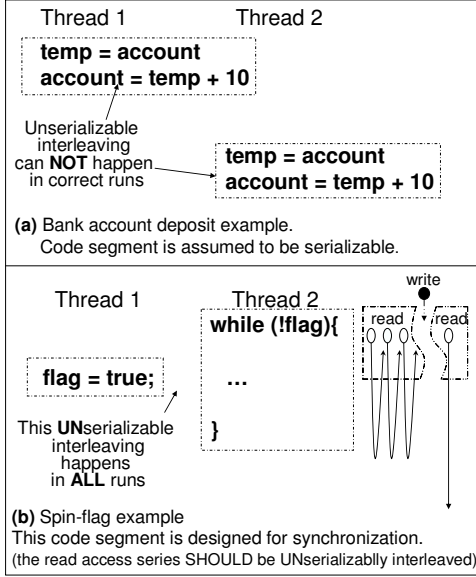 Thread 1 Thread 2
temp = account
account = temp + 10
Unserializable
interleaving
can NOT happen
in correct runs
temp = account
account = temp + 10
(a) Bank account deposit example.
Code segment is assumed to be serializable.
write
Thread 1 Thread 2
while (!flag){
read read
flag = true;
...
This UNserializable
interleaving
happens
in ALL runs
}
(b) Spin-flag example
This code segment is designed for synchronization.
(the read access series SHOULD be UNserializablly interleaved)